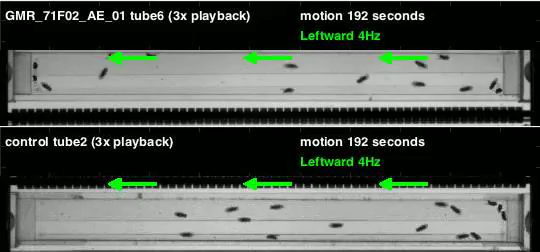 GMR_71F02_AE_01 tube6 (3x playback) motion 192 seconds
Leftward 4Hz
control tube2 (3x playback) motion 192 seconds
Leftward 4Hz